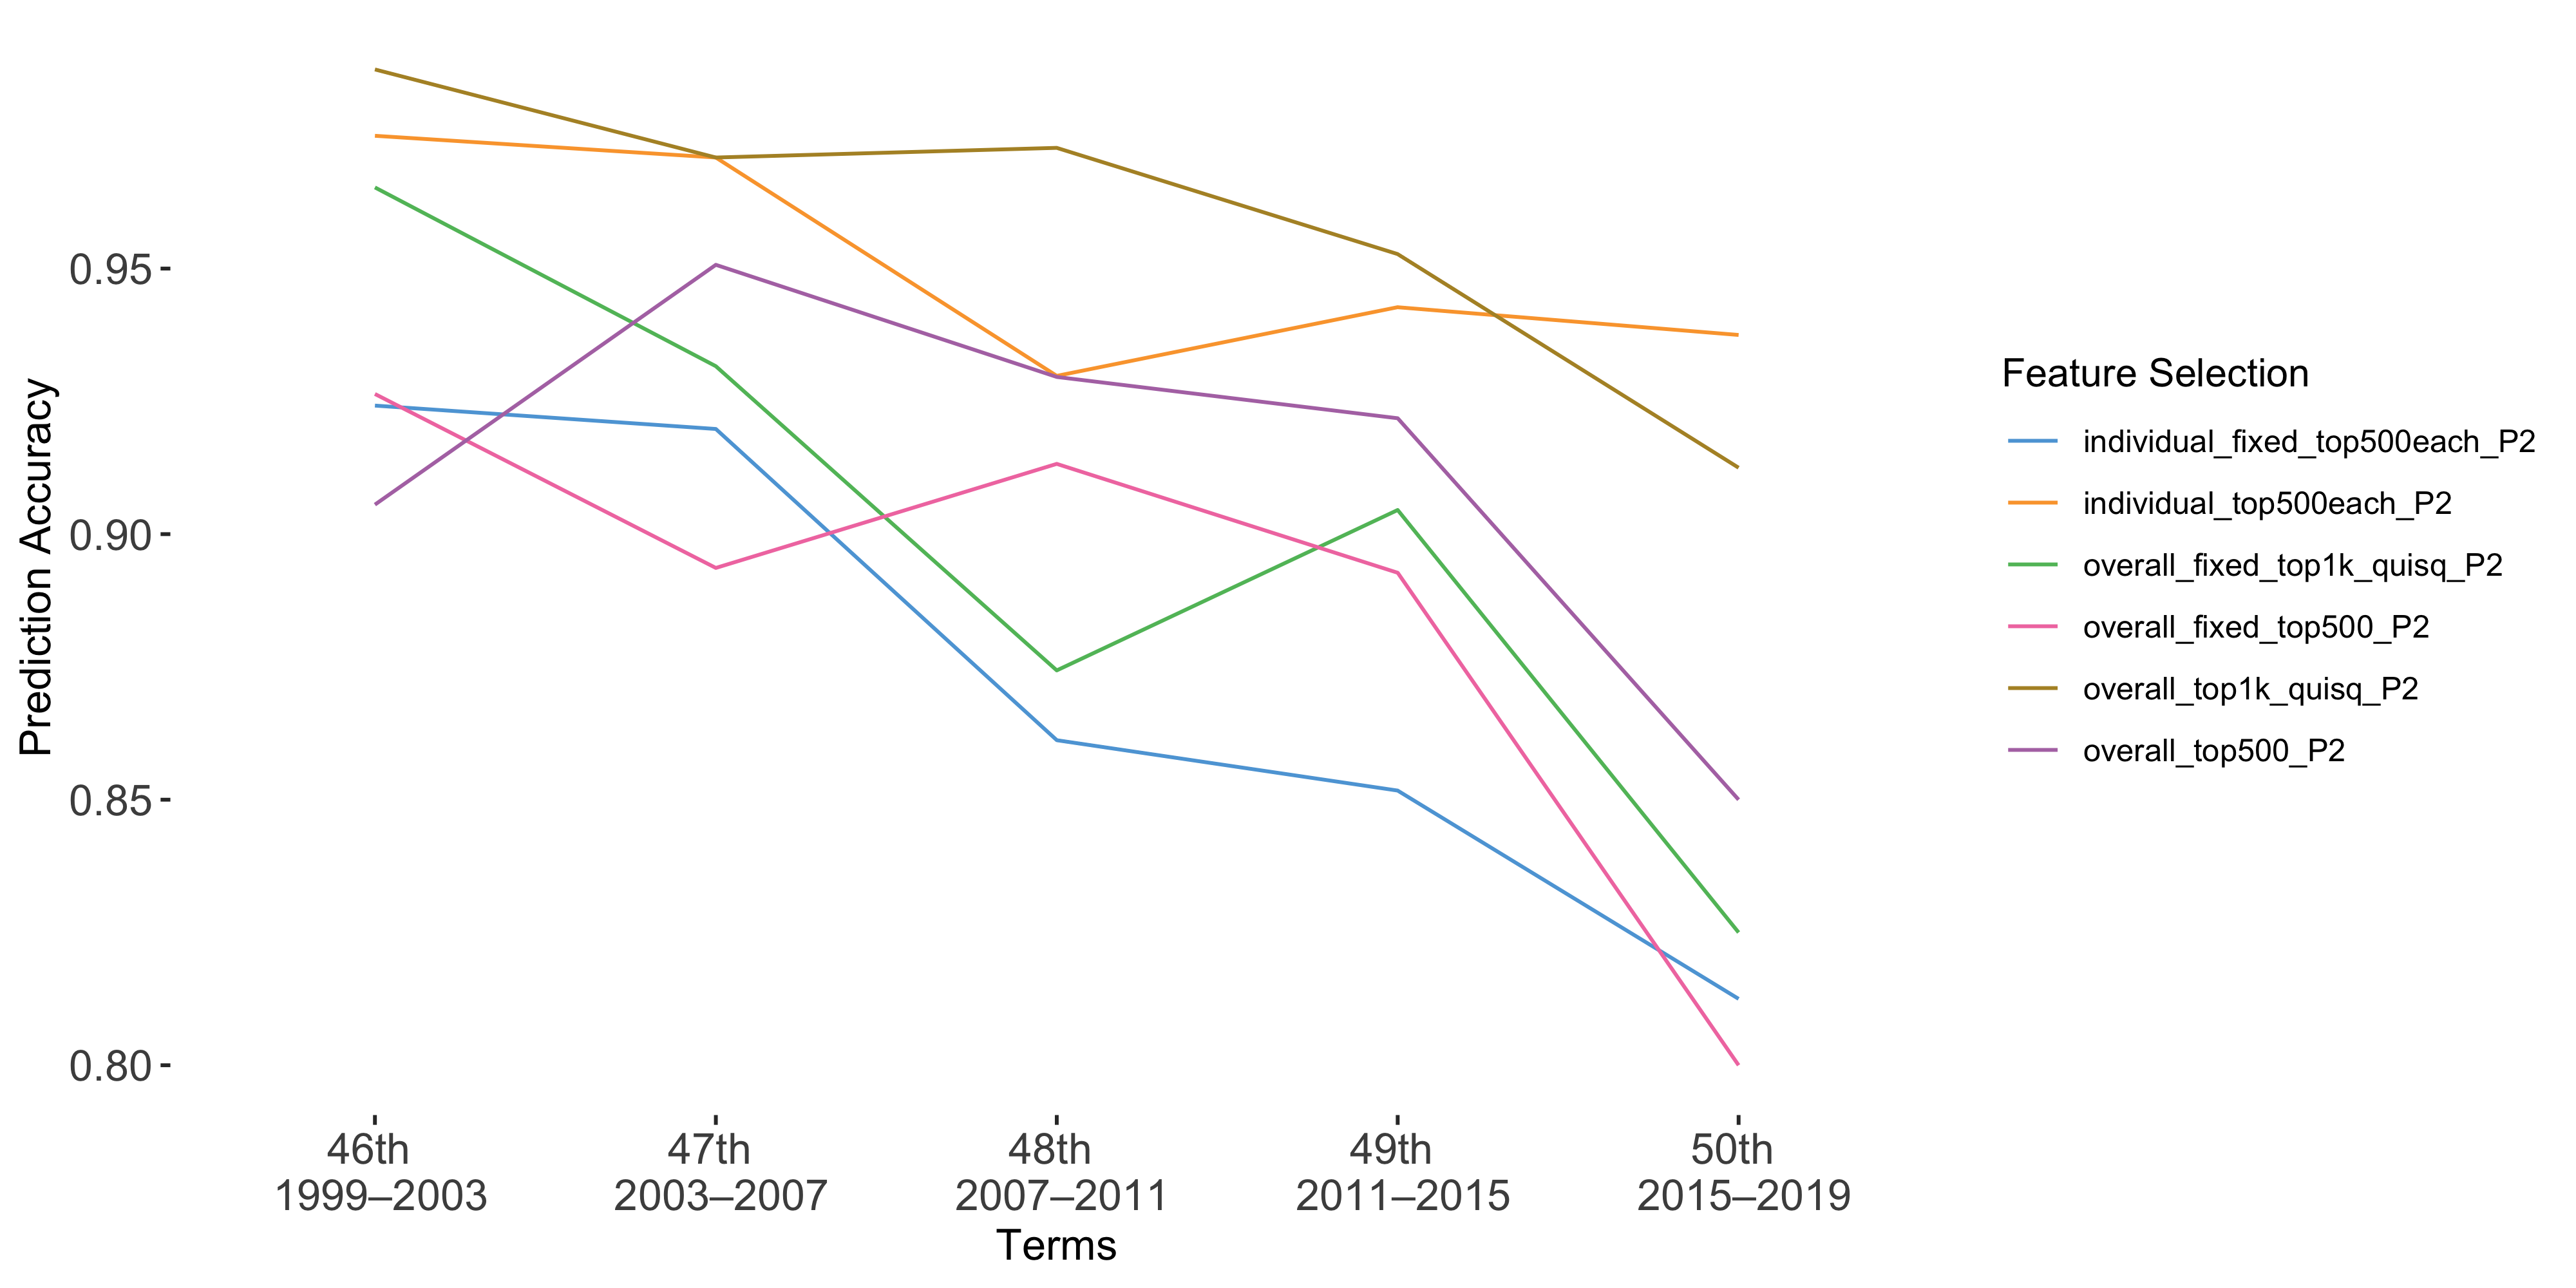 Prediction Accuracy
0.95
0.90
0.85
0.80
46th
1999–2003
47th
2003–2007
48th
2007–2011
49th
2011–2015
50th
2015–2019
Terms
Feature Selection
individual_fixed_top500each_P2
individual_top500each_P2
overall_fixed_top1k_quisq_P2
overall_fixed_top500_P2
overall_top1k_quisq_P2
overall_top500_P2